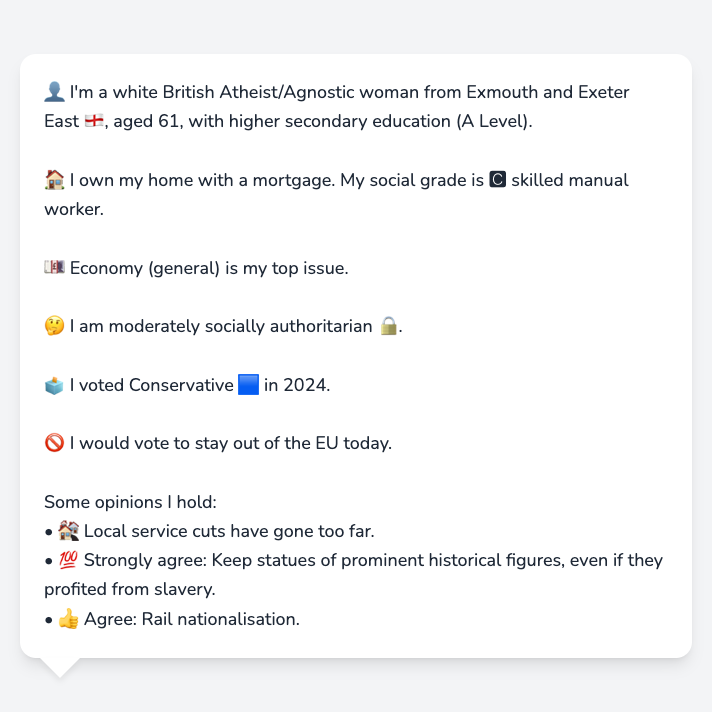 👤 I'm a white British Atheist/Agnostic woman from Exmouth and Exeter
East 🏴󠁧󠁢󠁥󠁮󠁧󠁿, aged 61, with higher secondary education (A Level).
🏠 I own my home with a mortgage. My social grade is 🅲 skilled manual
worker.
💷 Economy (general) is my top issue.
🤔 I am moderately socially authoritarian 🔒.
🗳️ I voted Conservative 🟦 in 2024.
🚫 I would vote to stay out of the EU today.
Some opinions I hold:
• 🏚️ Local service cuts have gone too far.
• 💯 Strongly agree: Keep statues of prominent historical figures, even if they
profited from slavery.
• 👍 Agree: Rail nationalisation.